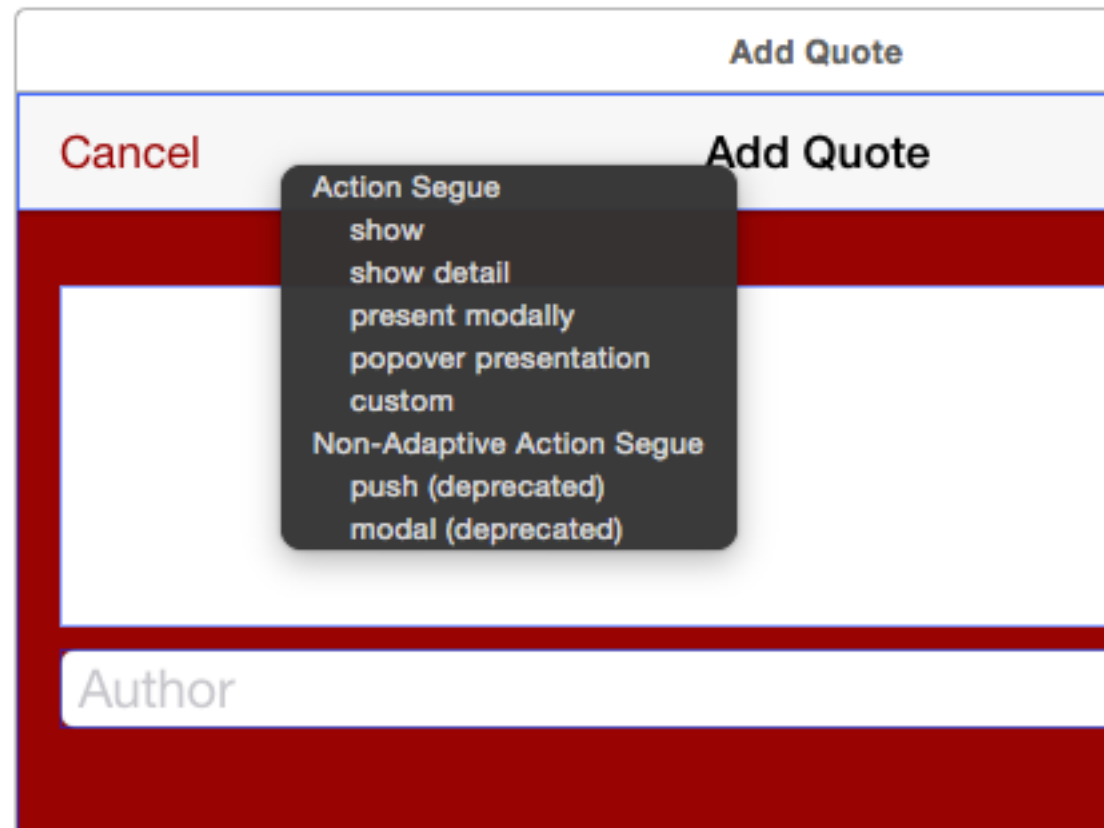 Add Quote
Cancel
Add Quote
Action Segue
show
show detail
present modally
popover presentation
custom
Non-Adaptive Action Segue
push (deprecated)
modal (deprecated)
Author